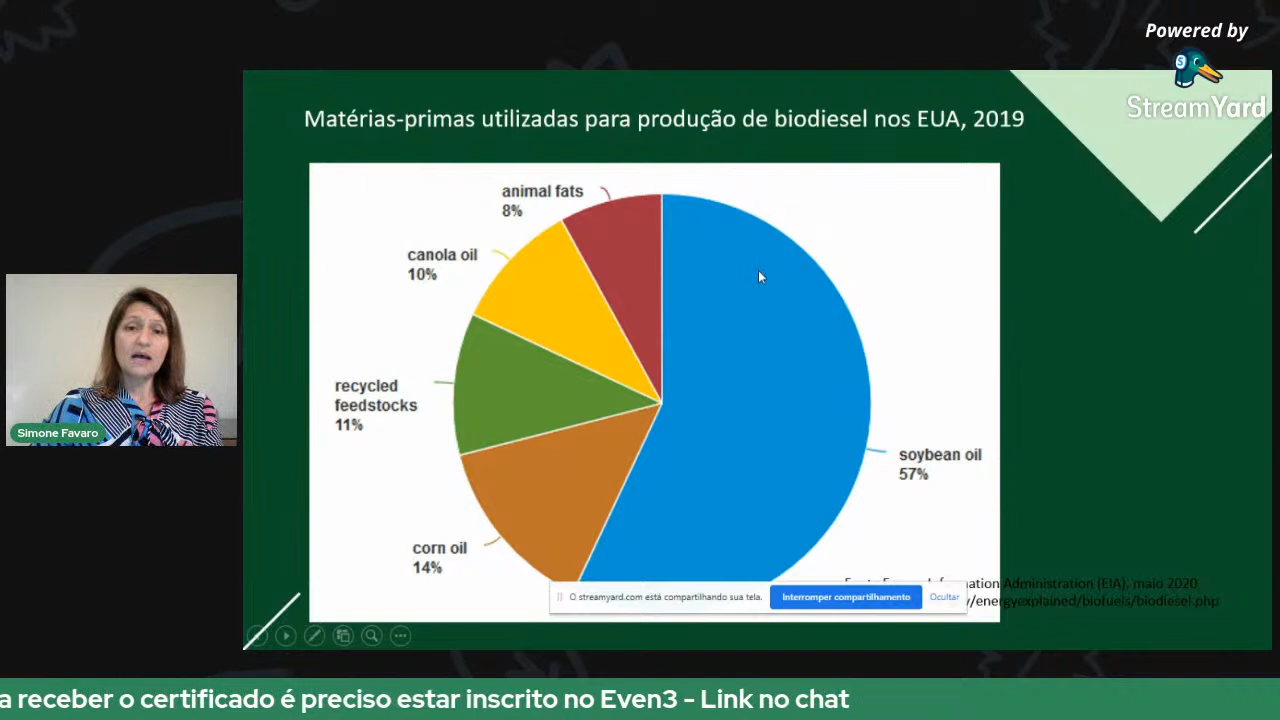 Powered by
StreamYard
Matérias-primas utilizadas para produção de biodiesel nos EUA, 2019
animal fats
8%
canola oil
10%
recycled
feedstocks
11%
soybean oil
57%
corn oil
14%
Simone Favaro
Administration (EIA), maio 2020
/energyexplained/biofuels/biodiesel.php
O streamyard.com está compartilhando sua tela.
Interromper compartilhamento
Ocultar
a receber o certificado é preciso estar inscrito no Even3 - Link no chat